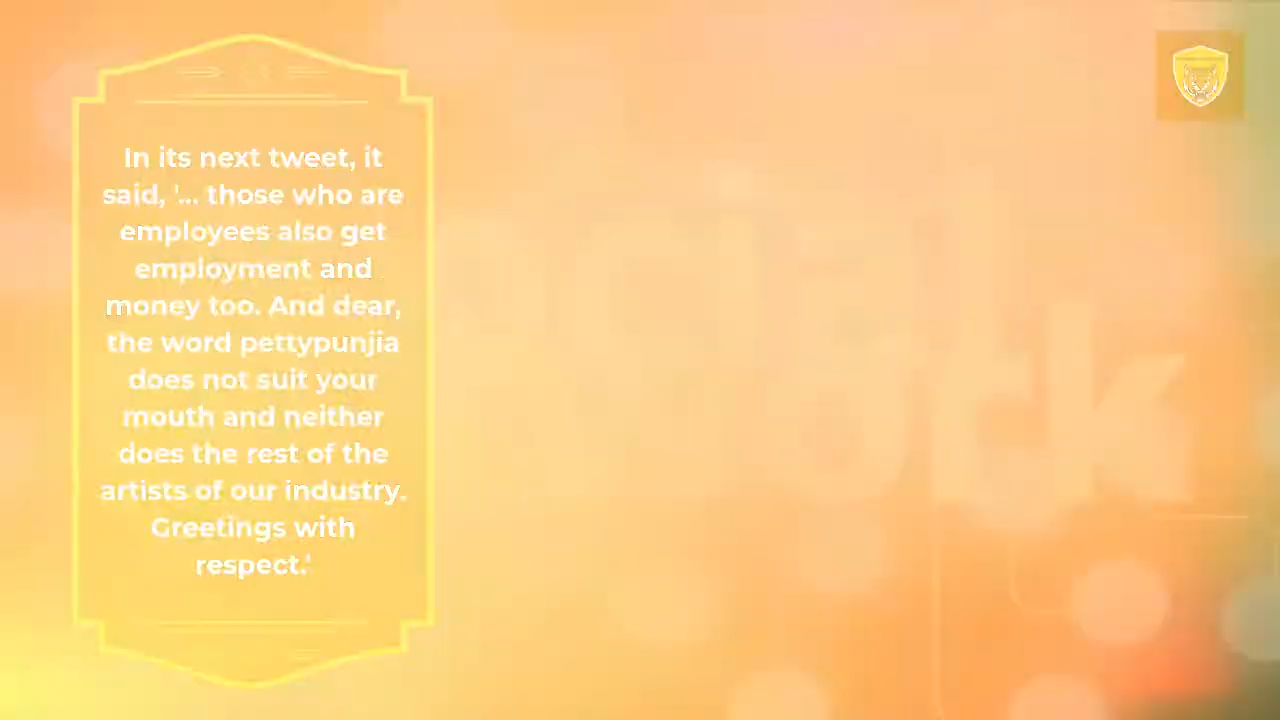 In its next tweet, it
said, '... those who are
employees also get
employment and
money too. And dear,
the word pettypunjia
does not suit your
mouth and neither
does the rest of the
artists of our industry.
Greetings with
respect.'